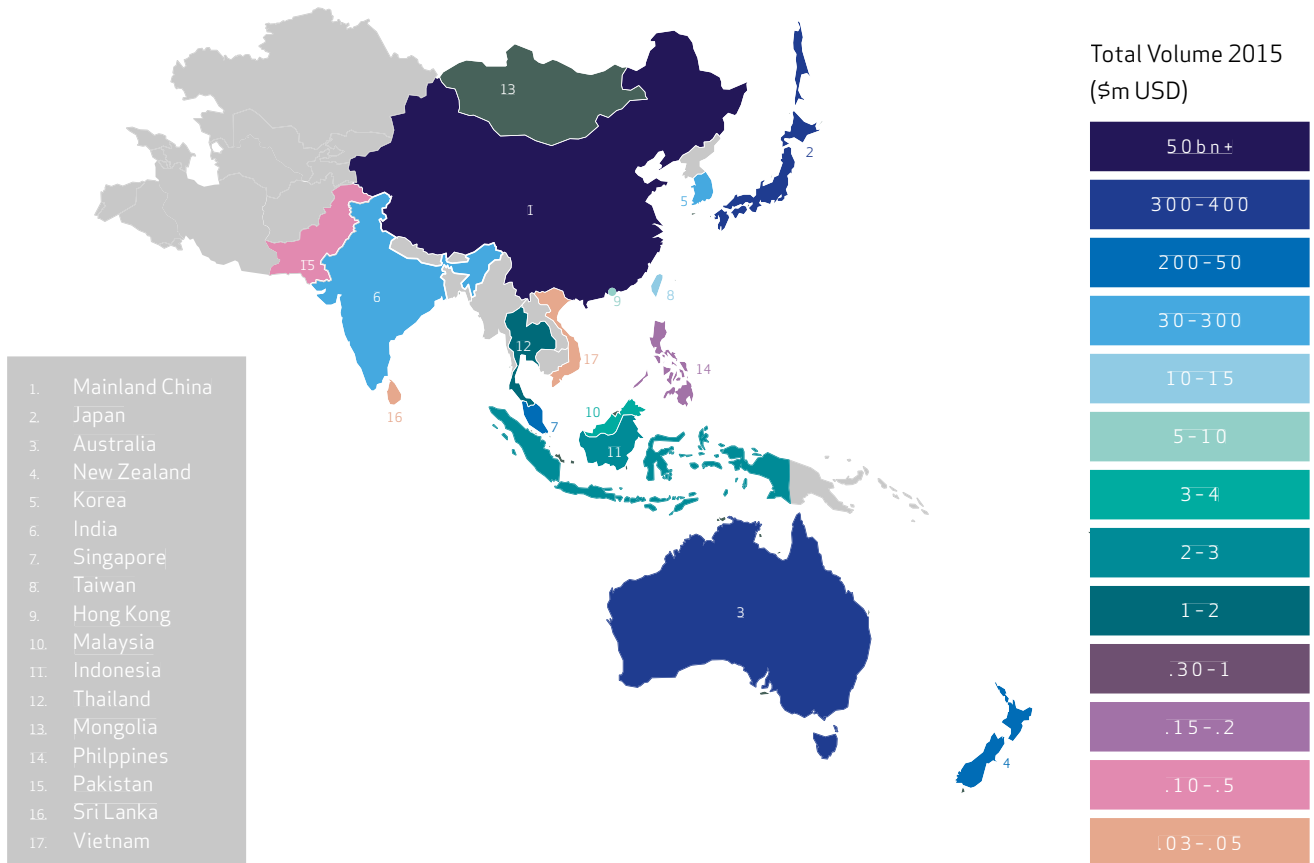 Total Volume 2015
($m USD)
50bn+
300-400
200-50
30-300
10-15
5-10
3-4
2-3
1-2
.30-1
.15-.2
.10-.5
.03-.05
13
2
1
5
15
6
9
8
12
17
14
16
10
7
11
3
4
1. Mainland China
2. Japan
3. Australia
4. New Zealand
5. Korea
6. India
7. Singapore
8. Taiwan
9. Hong Kong
10. Malaysia
11. Indonesia
12. Thailand
13. Mongolia
14. Philppines
15. Pakistan
16. Sri Lanka
17. Vietnam